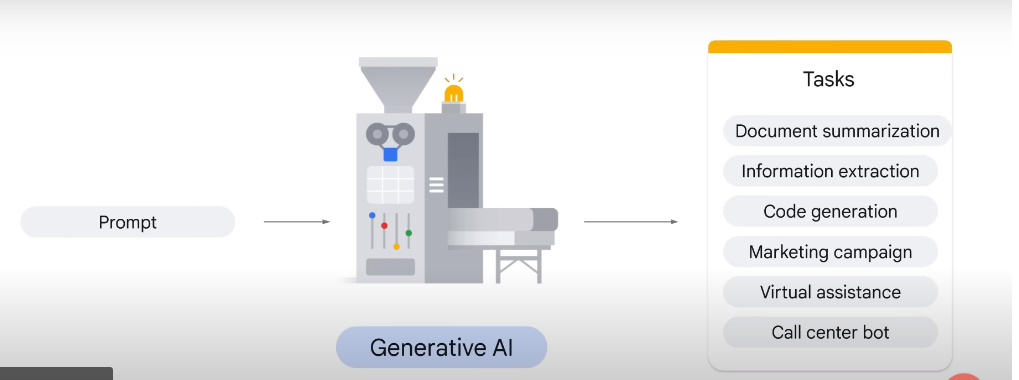 Prompt
Generative AI
Tasks
Document summarization
Information extraction
Code generation
Marketing campaign
Virtual assistance
Call center bot